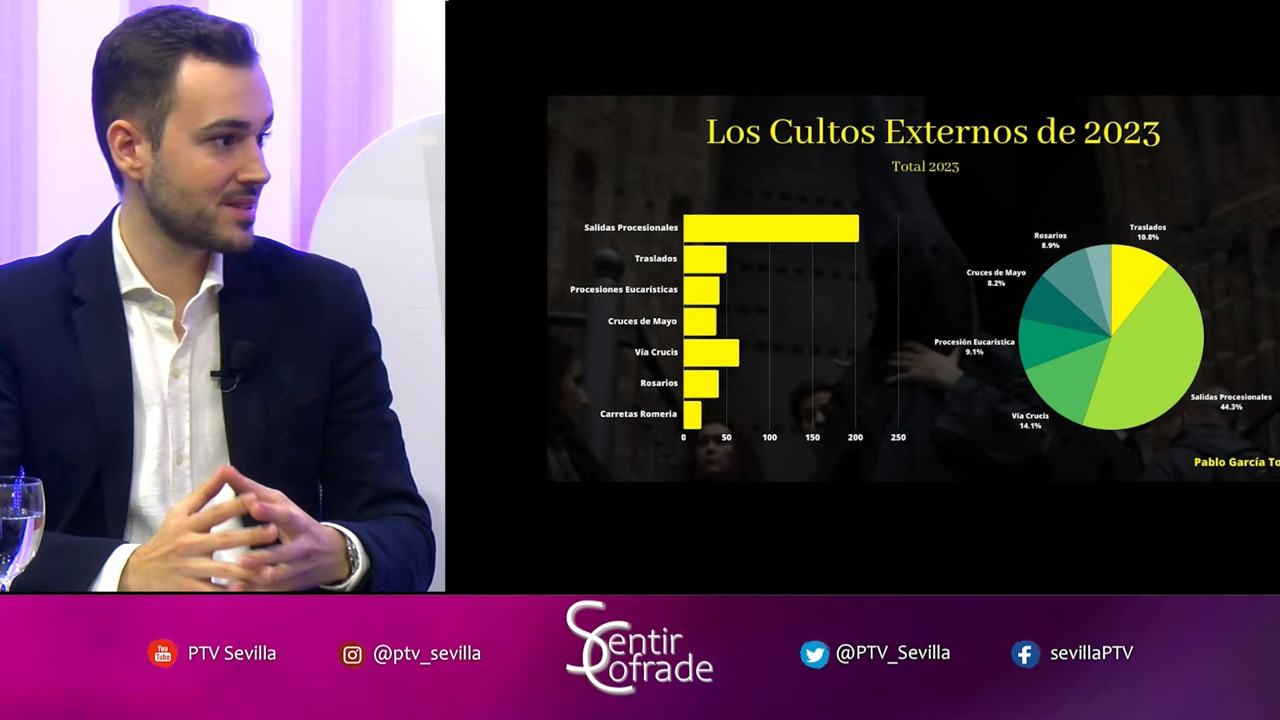 Los Cultos Externos de 2023
Total 2023
Salidas Procesionales
Traslados
Procesiones Eucarísticas
Cruces de Mayo
Vía Crucis
Rosarios
Carretas Romeria
0 50 100 150 200 250
Traslados
10.8%
Rosarios
8.9%
Cruces de Mayo
8.2%
Procesión Eucarística
9.1%
Vía Crucis
14.1%
Salidas Procesionales
44.3%
Pablo García To
You
Tube
PTV Sevilla
@ptv_sevilla
Sentir
Cofrade
@PTV_Sevilla
sevillaPTV